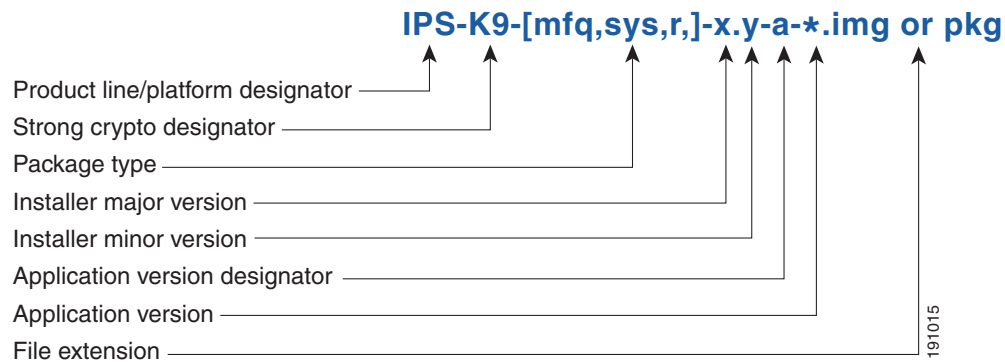 IPS-K9-[mfq,sys,r,]-x.y-a-*.img or pkg
Product line/platform designator
Strong crypto designator
Package type
Installer major version
Installer minor version
Application version designator
Application version
File extension
191015